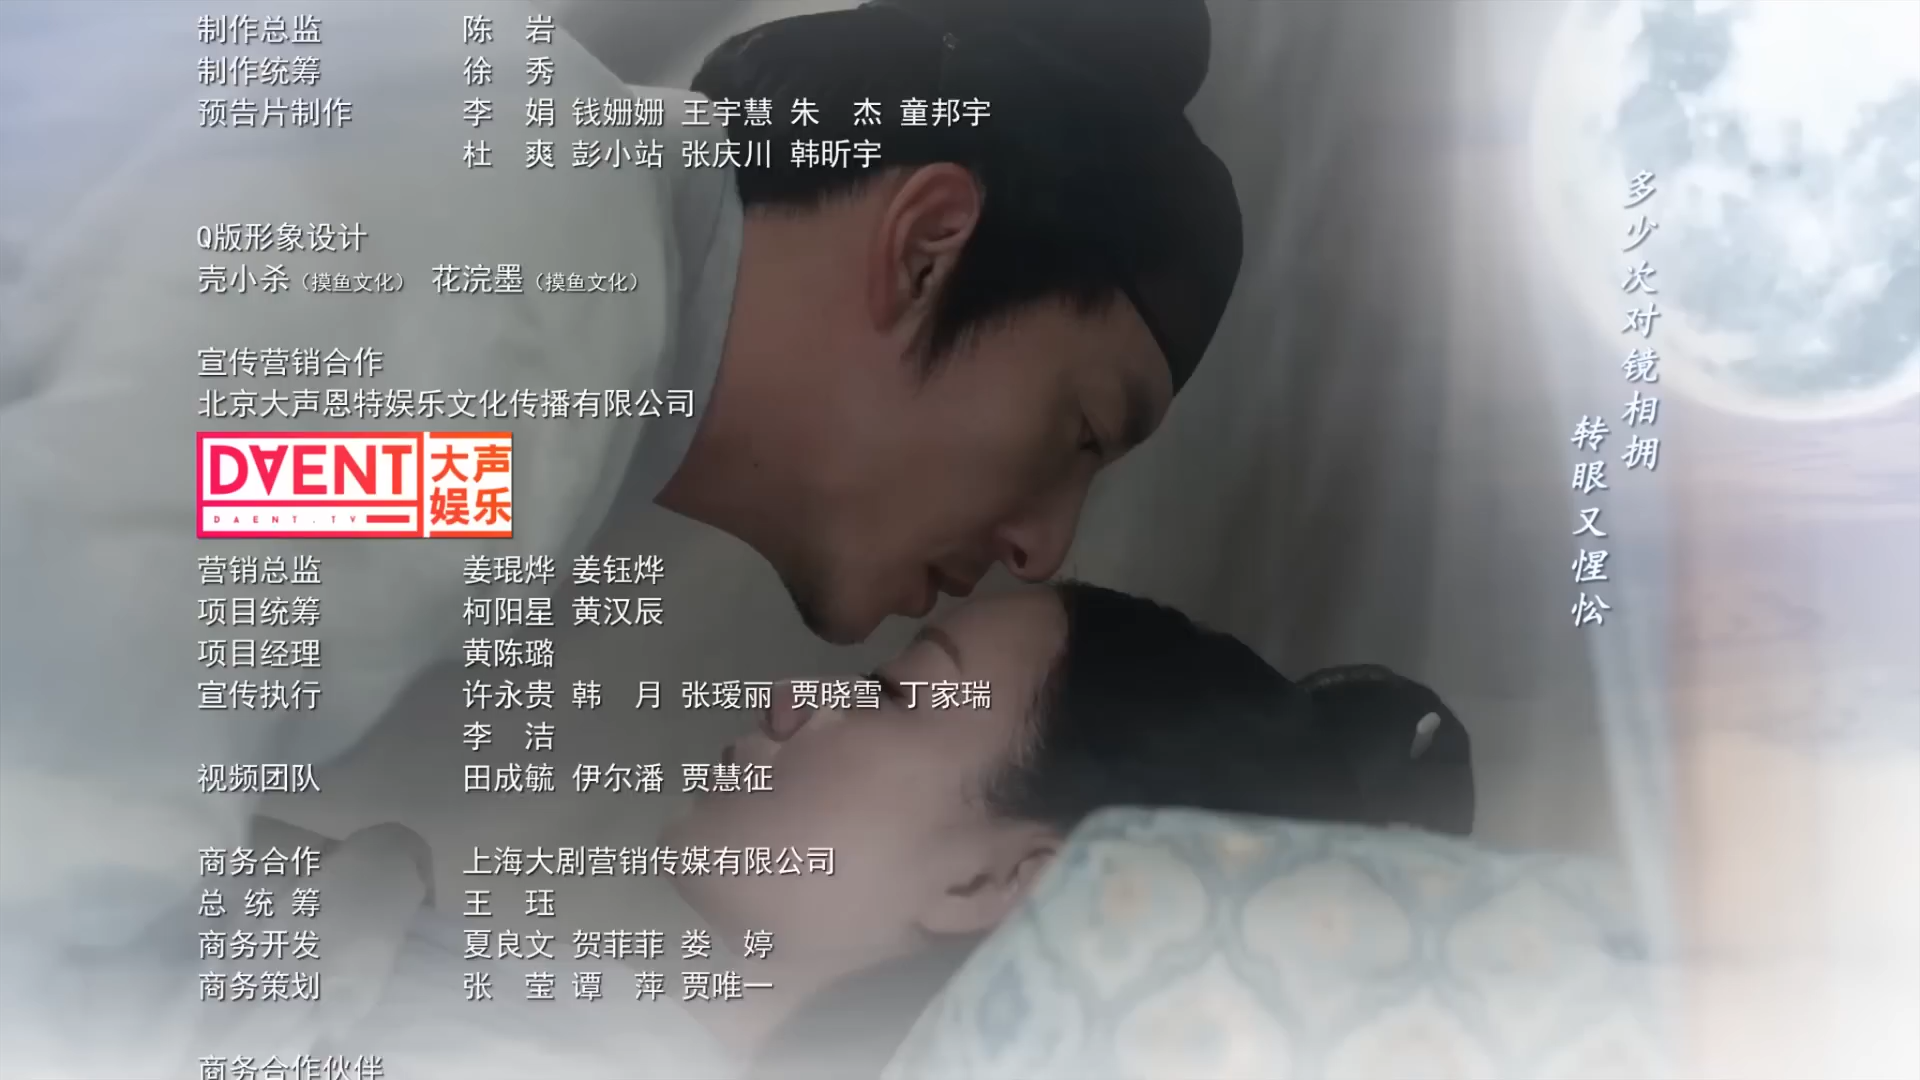 制作总监 陈 岩
制作统筹 徐 秀
预告片制作 李 娟 钱姗姗 王宇慧 朱 杰 童邦宇
杜 爽 彭小站 张庆川 韩昕宇
Q版形象设计
壳小杀（摸鱼文化） 花浣墨（摸鱼文化）
宣传营销合作
北京大声恩特娱乐文化传播有限公司
D∀ENT 大声
DAENT.TV 娱乐
营销总监 姜琨烨 姜钰烨
项目统筹 柯阳星 黄汉辰
项目经理 黄陈璐
宣传执行 许永贵 韩 月 张瑷丽 贾晓雪 丁家瑞
李 洁
视频团队 田成毓 伊尔潘 贾慧征
商务合作 上海大剧营销传媒有限公司
总 统 筹 王 珏
商务开发 夏良文 贺菲菲 娄 婷
商务策划 张 莹 谭 萍 贾唯一
商务合作伙伴
多少次对镜相拥
转眼又惺忪